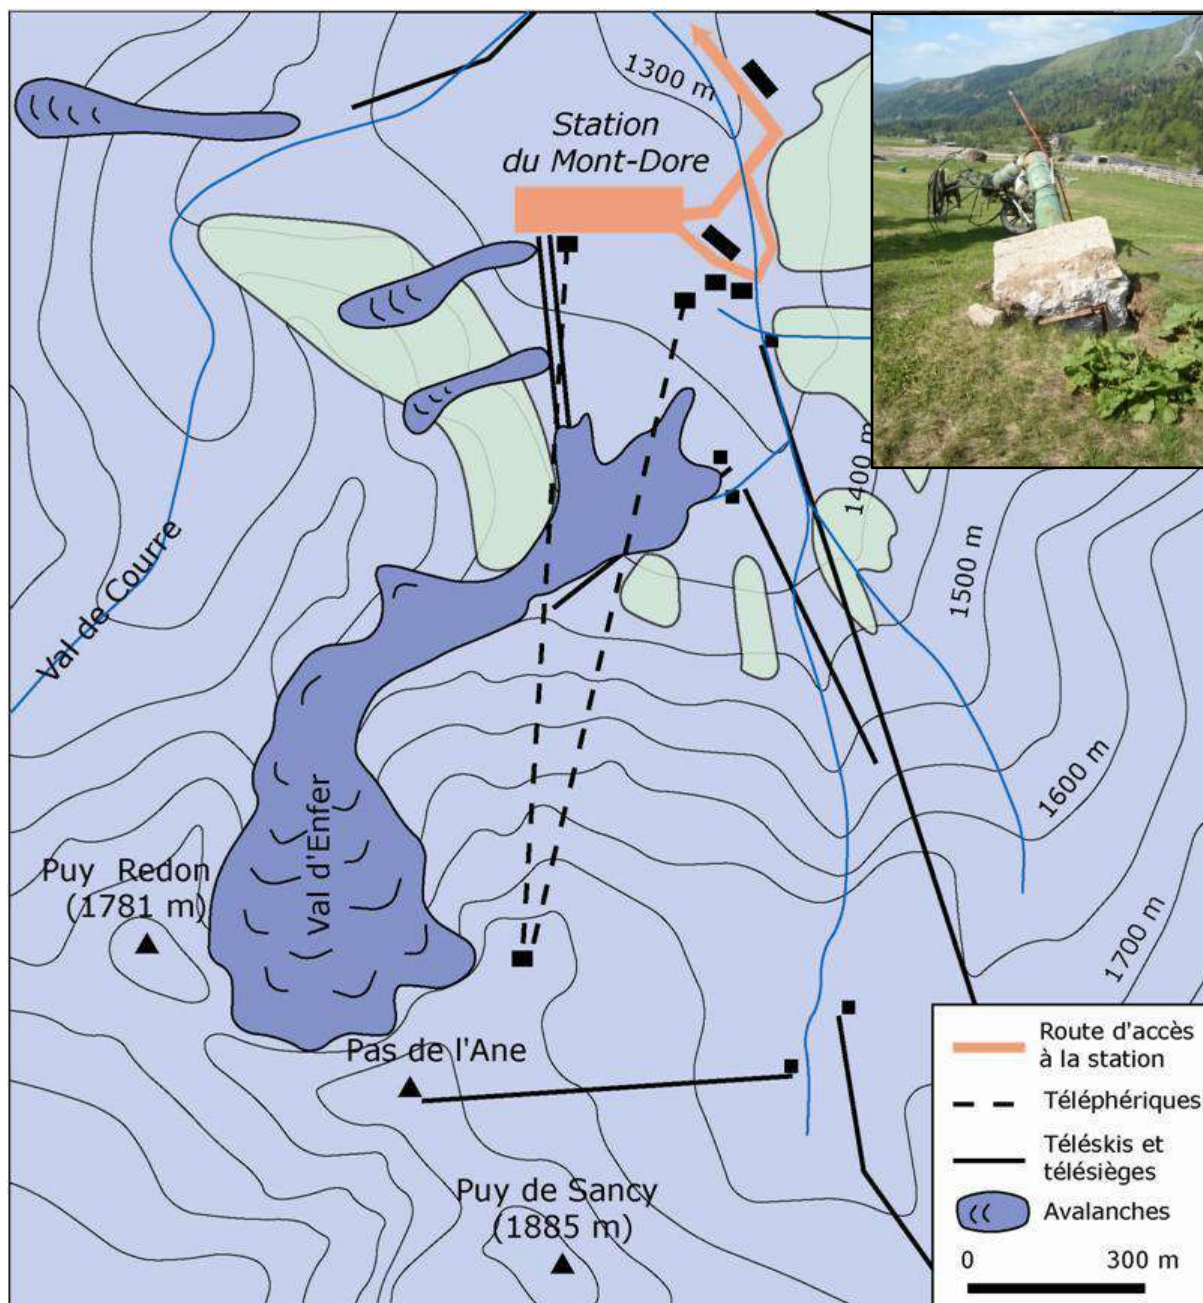 1300 m
Station
du Mont-Dore
1400 m
1500 m
Val de Courre
1600 m
Val d'Enfer
Puy Redon
(1781 m)
1700 m
Pas de l'Ane
Puy de Sancy
(1885 m)
Route d'accès
à la station
Téléphériques
Téléskis et
télésièges
Avalanches
0 300 m